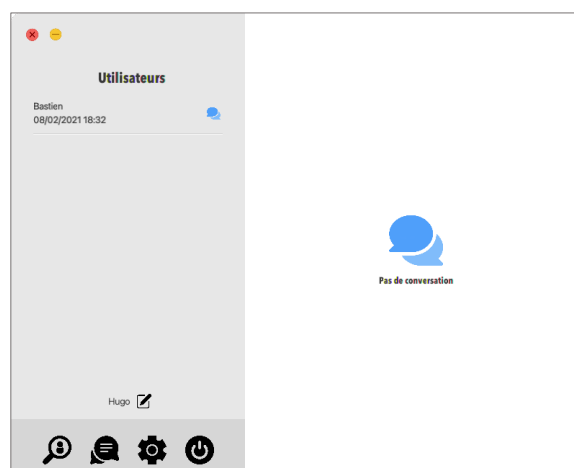 Utilisateurs
Bastien
08/02/2021 18:32
Pas de conversation
Hugo